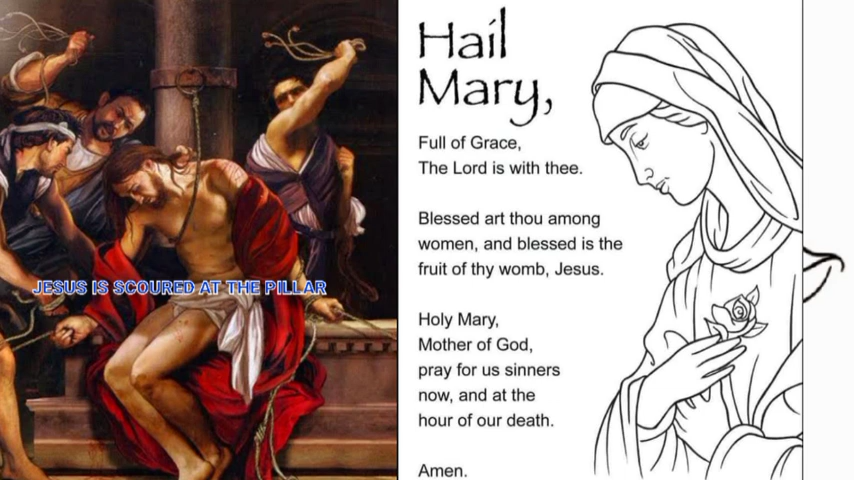 JESUS IS SCOURED AT THE PILLAR
Hail
Mary,
Full of Grace,
The Lord is with thee.
Blessed art thou among
women, and blessed is the
fruit of thy womb, Jesus.
Holy Mary,
Mother of God,
pray for us sinners
now, and at the
hour of our death.
Amen.